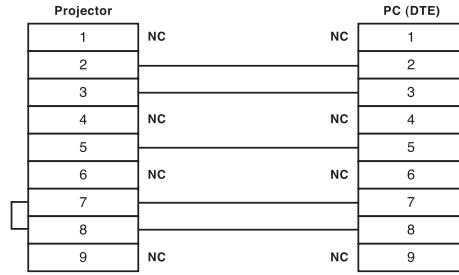 Projector PC (DTE)
1 NC NC 1
2 2
3 3
4 NC NC 4
5 5
6 NC NC 6
7 7
8 8
9 NC NC 9